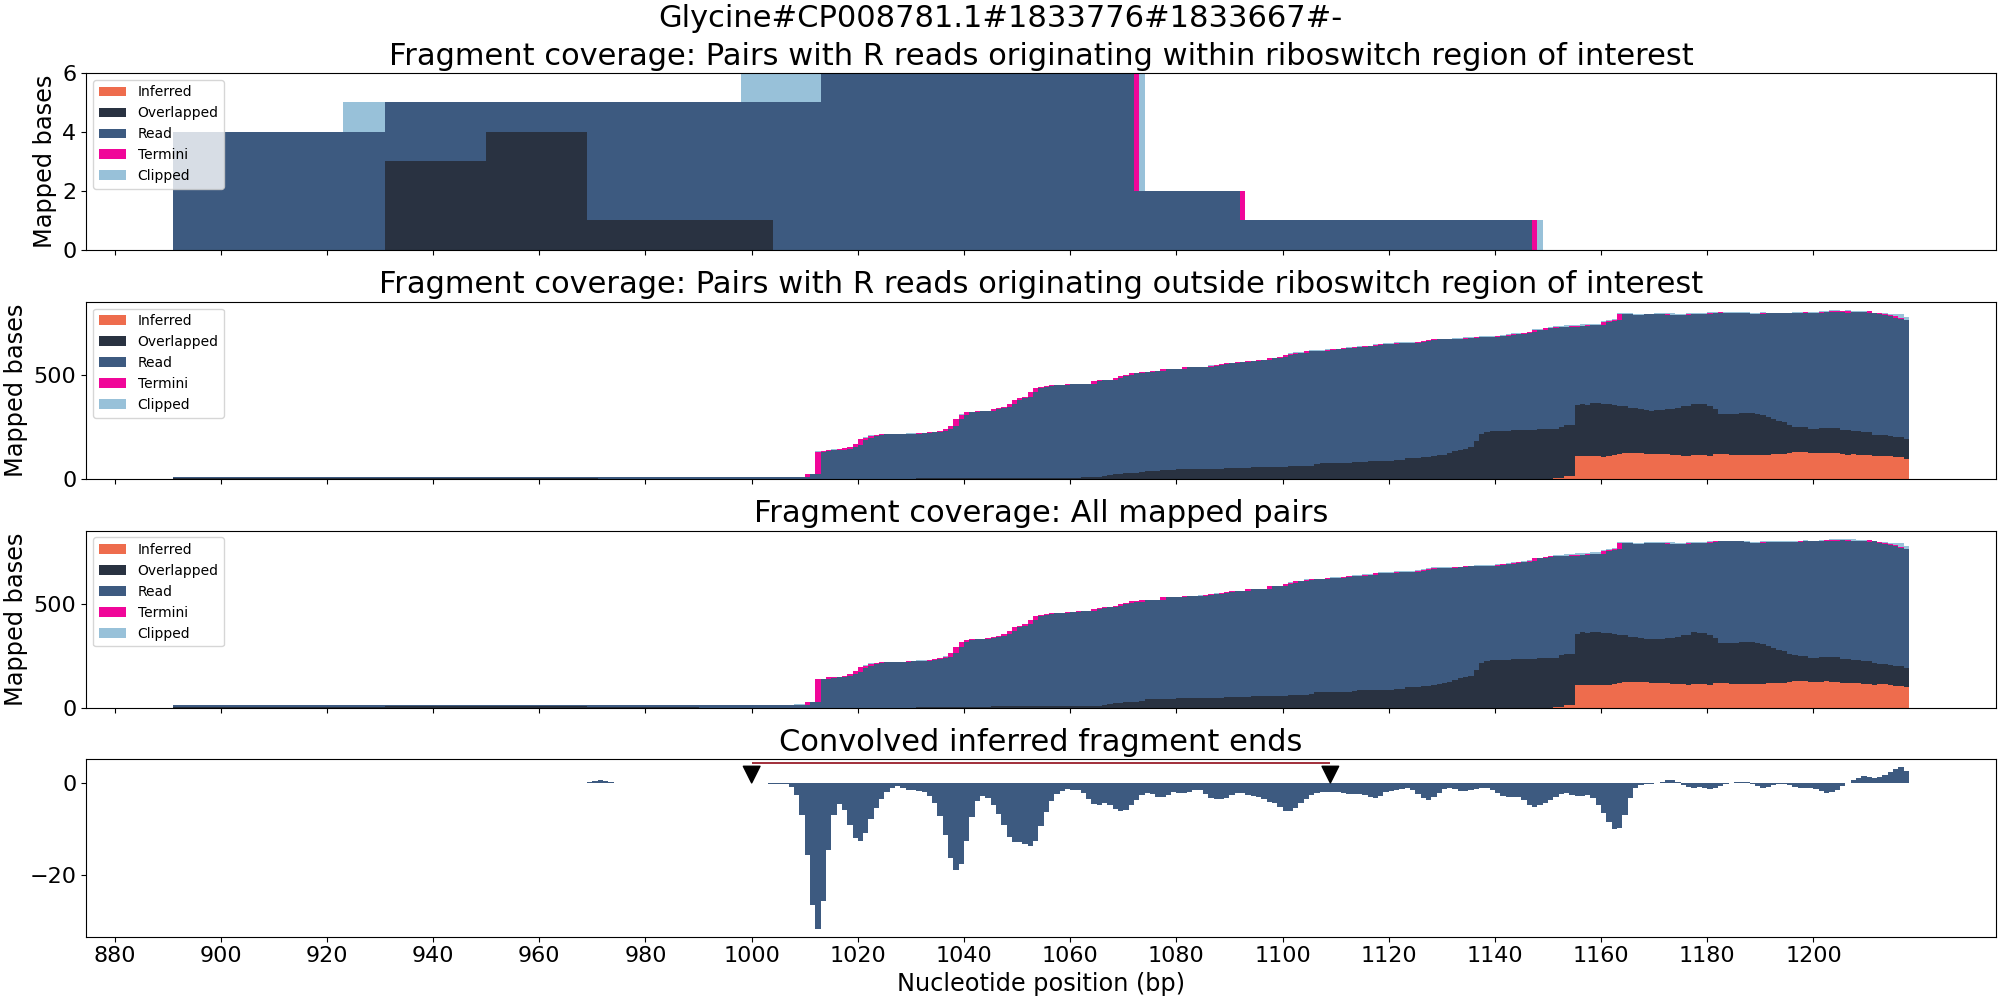 Glycine#CP008781.1#1833776#1833667#-
Fragment coverage: Pairs with R reads originating within riboswitch region of interest
Mapped bases
6
4
2
0
Inferred
Overlapped
Read
Termini
Clipped
Fragment coverage: Pairs with R reads originating outside riboswitch region of interest
Mapped bases
500
0
Inferred
Overlapped
Read
Termini
Clipped
Fragment coverage: All mapped pairs
Mapped bases
500
0
Inferred
Overlapped
Read
Termini
Clipped
Convolved inferred fragment ends
0
−20
880 900 920 940 960 980 1000 1020 1040 1060 1080 1100 1120 1140 1160 1180 1200
Nucleotide position (bp)